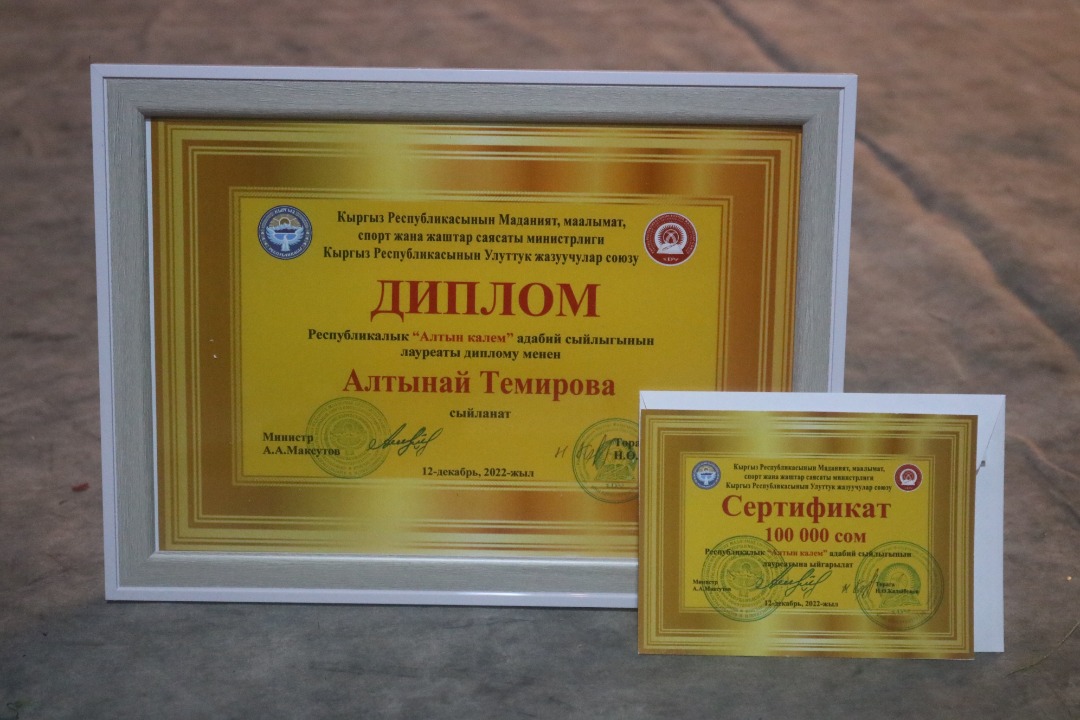 Кыргыз Республикасынын Маданият, маалымат,
спорт жана жаштар саясаты министрлиги
Кыргыз Республикасынын Улуттук жазуучулар союзу
ДИПЛОМ
Республикалык “Алтын калем” адабий сыйлыгынын
лауреаты диплому менен
Алтынай Темирова
сыйланат
Министр
А.А.Максутов
12-декабрь, 2022-жыл
Кыргыз Республикасынын Маданият, маалымат,
спорт жана жаштар саясаты министрлиги
Кыргыз Республикасынын Улуттук жазуучулар союзу
Сертификат
100 000 сом
Республикалык “Алтын калем” адабий сыйлыгынын
лауреатына ыйгарылат
Министр
А.А.Максутов
Төрага
12-декабрь, 2022-жыл